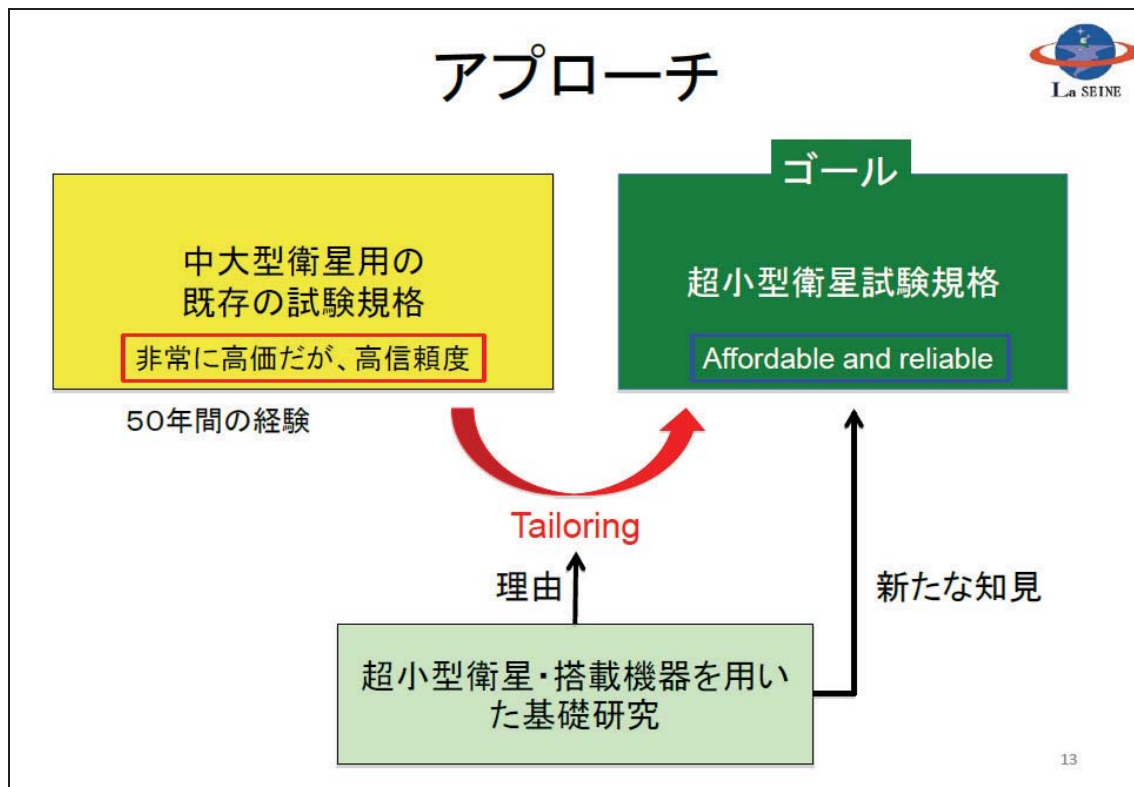 アプローチ
La SEINE
ゴール
中大型衛星用の
既存の試験規格
非常に高価だが、高信頼度
超小型衛星試験規格
Affordable and reliable
50年間の経験
Tailoring
理由
新たな知見
超小型衛星・搭載機器を用い
た基礎研究
13